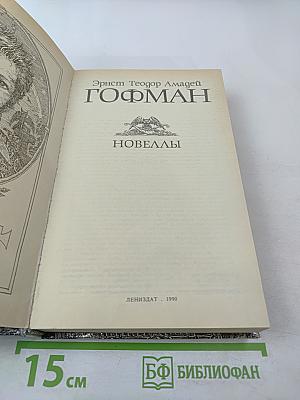 Эрнст Теодор Амадей
ГОФМАН
НОВЕЛЛЫ
ЛЕНИЗДАТ . 1990
15 см
БФ БИБЛИОФАН